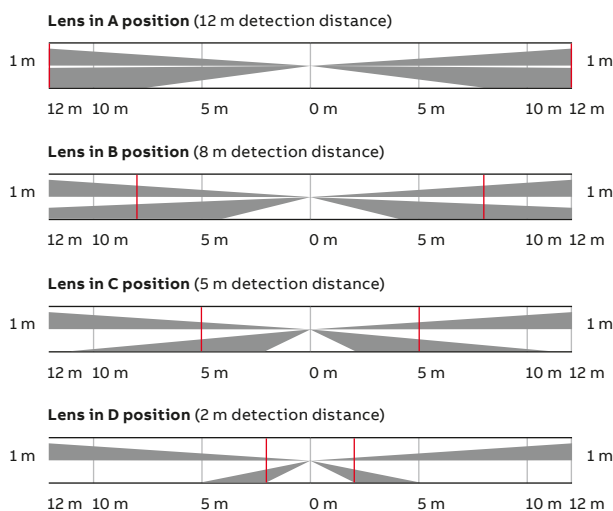 Lens in A position (12 m detection distance)
1 m 1 m
12 m 10 m 5 m 0 m 5 m 10 m 12 m
Lens in B position (8 m detection distance)
1 m 1 m
12 m 10 m 5 m 0 m 5 m 10 m 12 m
Lens in C position (5 m detection distance)
1 m 1 m
12 m 10 m 5 m 0 m 5 m 10 m 12 m
Lens in D position (2 m detection distance)
1 m 1 m
12 m 10 m 5 m 0 m 5 m 10 m 12 m